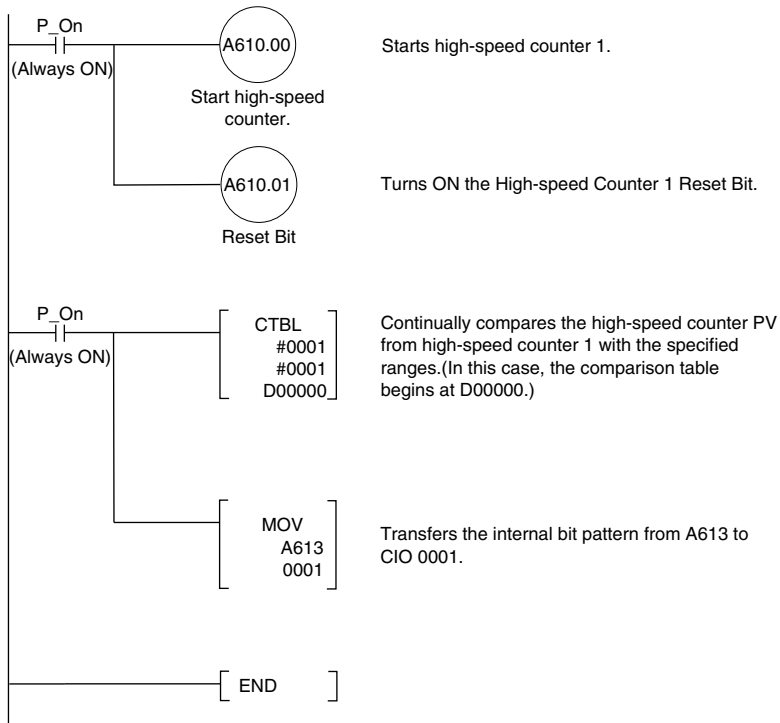 P_On
(Always ON)
A610.00
Start high-speed
counter.
Starts high-speed counter 1.
A610.01
Reset Bit
Turns ON the High-speed Counter 1 Reset Bit.
P_On
(Always ON)
CTBL
#0001
#0001
D00000
Continually compares the high-speed counter PV
from high-speed counter 1 with the specified
ranges.(In this case, the comparison table
begins at D00000.)
MOV
A613
0001
Transfers the internal bit pattern from A613 to
CIO 0001.
END